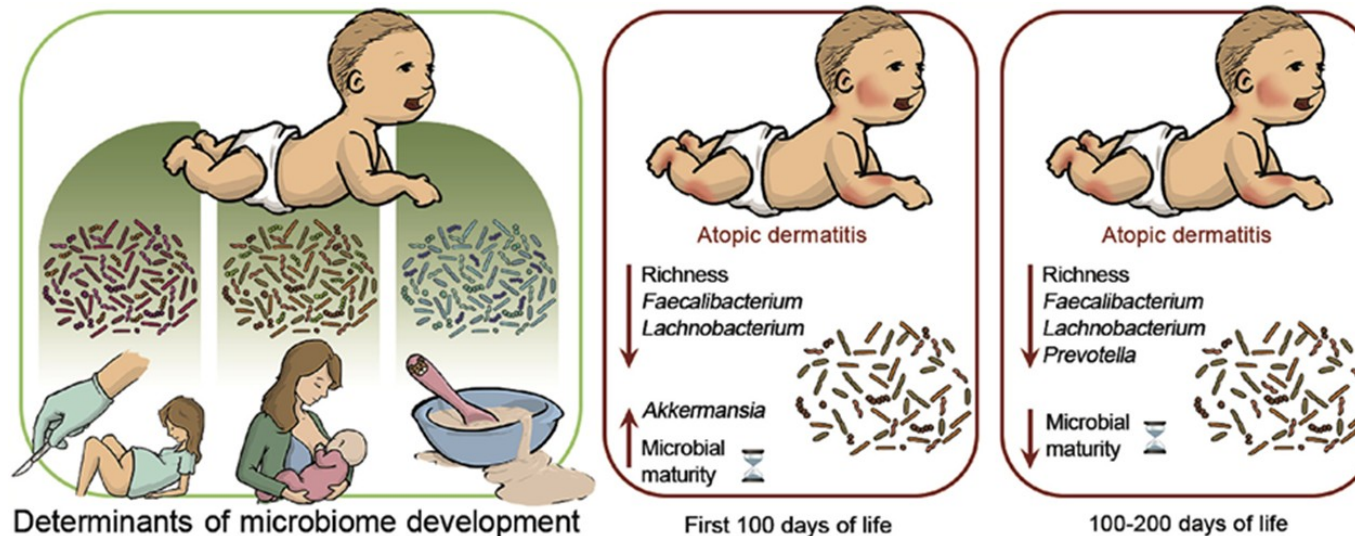 Determinants of microbiome development
Atopic dermatitis
Richness
Faecalibacterium
Lachnobacterium
Akkermansia
Microbial
maturity
First 100 days of life
Atopic dermatitis
Richness
Faecalibacterium
Lachnobacterium
Prevotella
Microbial
maturity
100-200 days of life